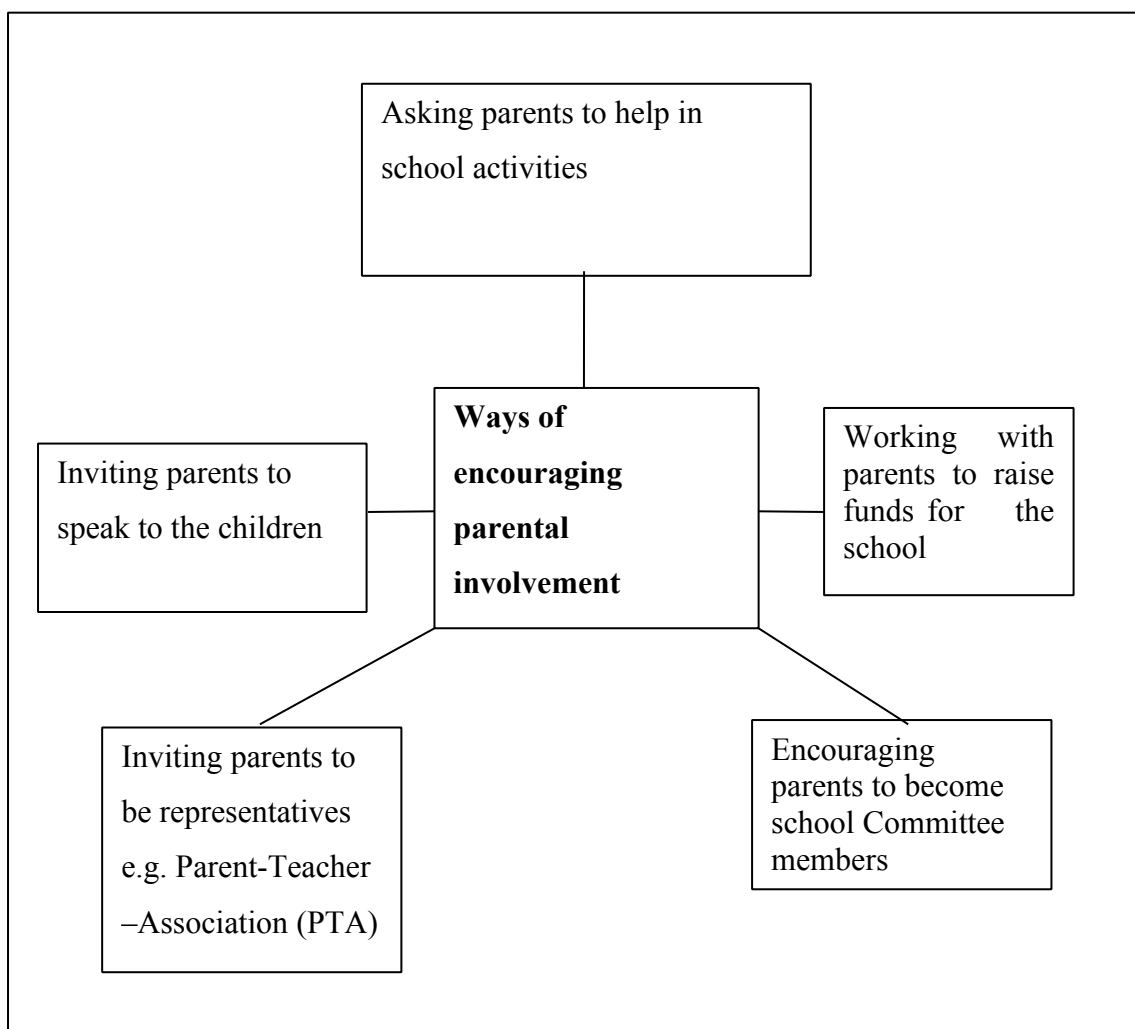 Asking parents to help in
school activities
Ways of
encouraging
parental
involvement
Inviting parents to
speak to the children
Working with
parents to raise
funds for the
school
Inviting parents to
be representatives
e.g. Parent-Teacher
–Association (PTA)
Encouraging
parents to become
school Committee
members